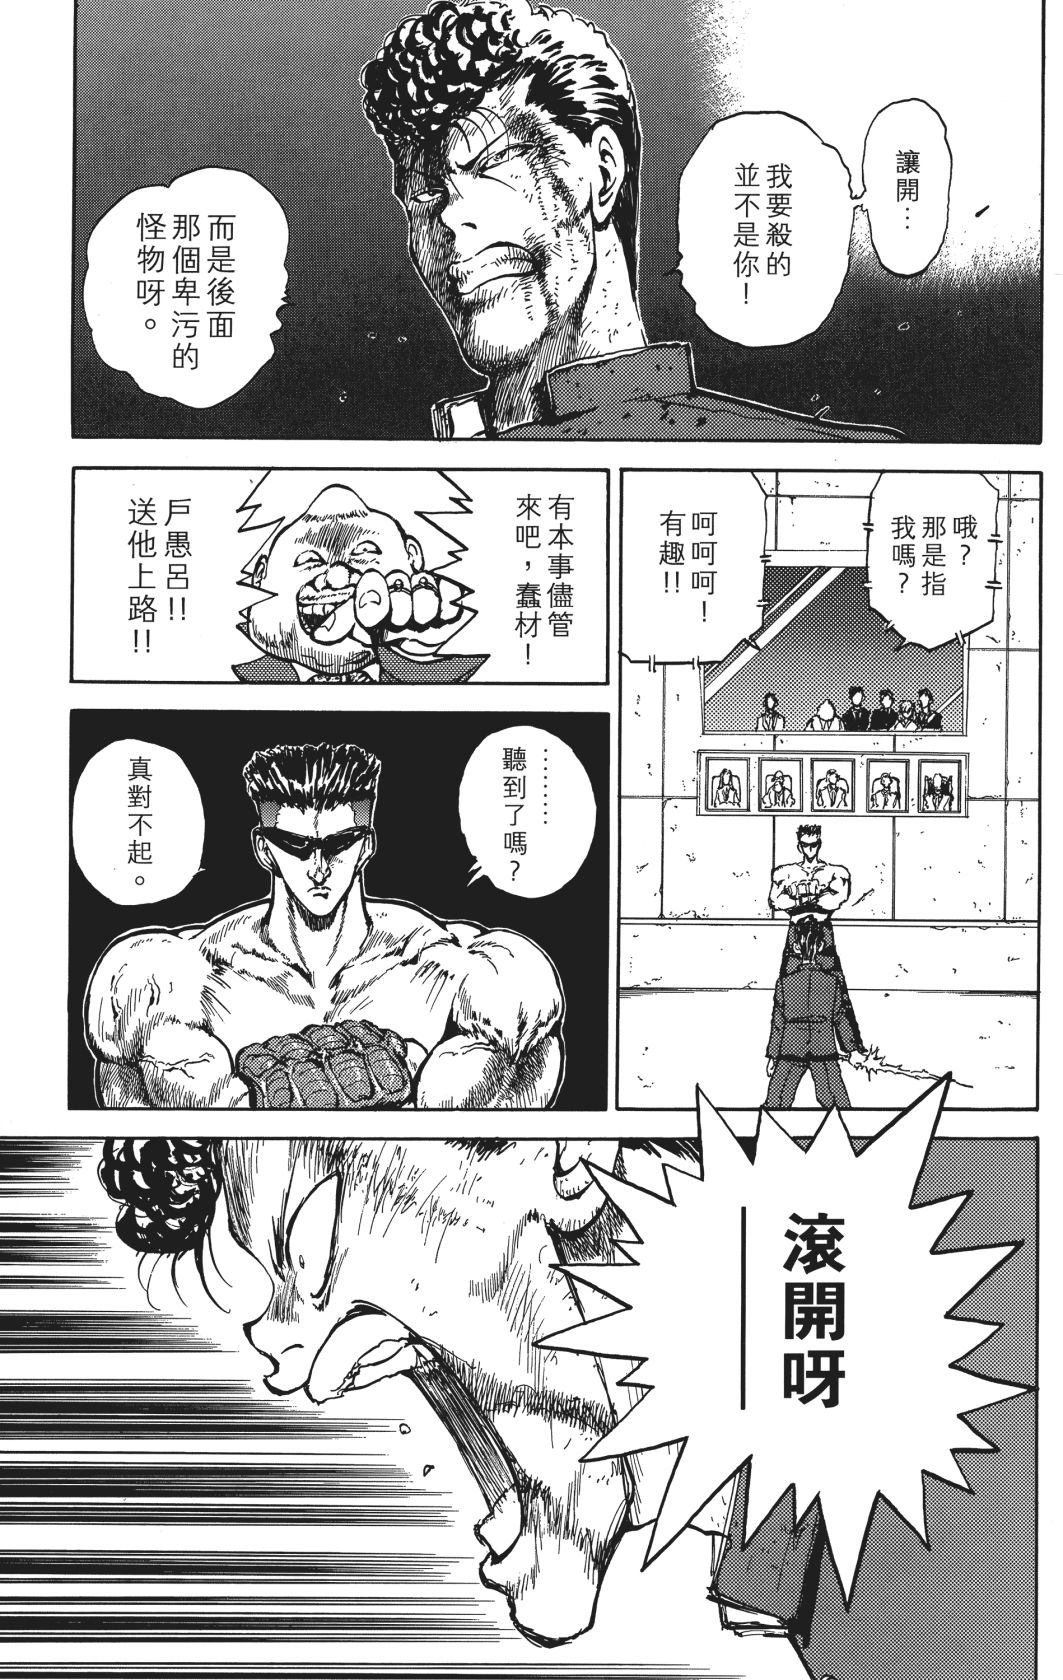 讓開…
我要殺的
並不是你！
而是後面
那個卑污的
怪物呀。
哦？
那是指
我嗎？
呵呵呵！
有趣!!
有本事儘管
來吧，蠢材！
戶愚呂!!
送他上路!!
………
聽到了嗎？
真對不起。
滾開呀
——